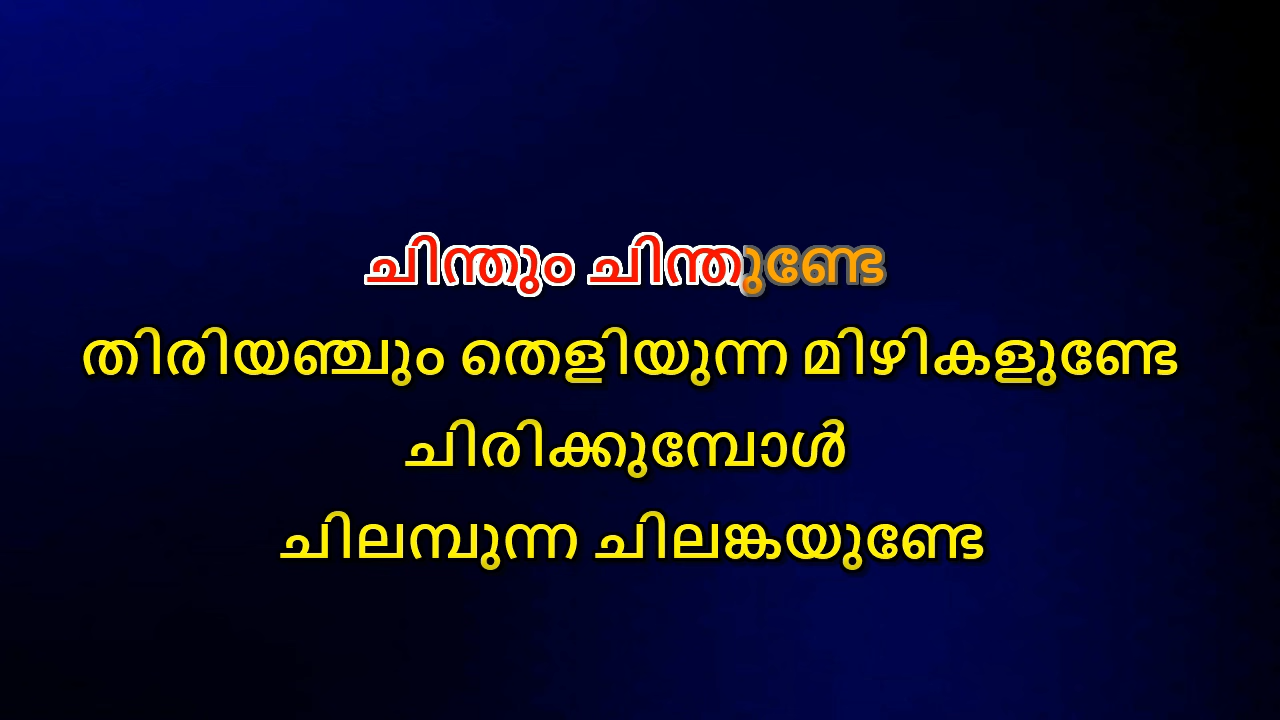 ചിന്തും ചിന്തുണ്ടേ
തിരിയഞ്ചും തെളിയുന്ന മിഴികളുണ്ടേ
ചിരിക്കുമ്പോൾ
ചിലമ്പുന്ന ചിലങ്കയുണ്ടേ